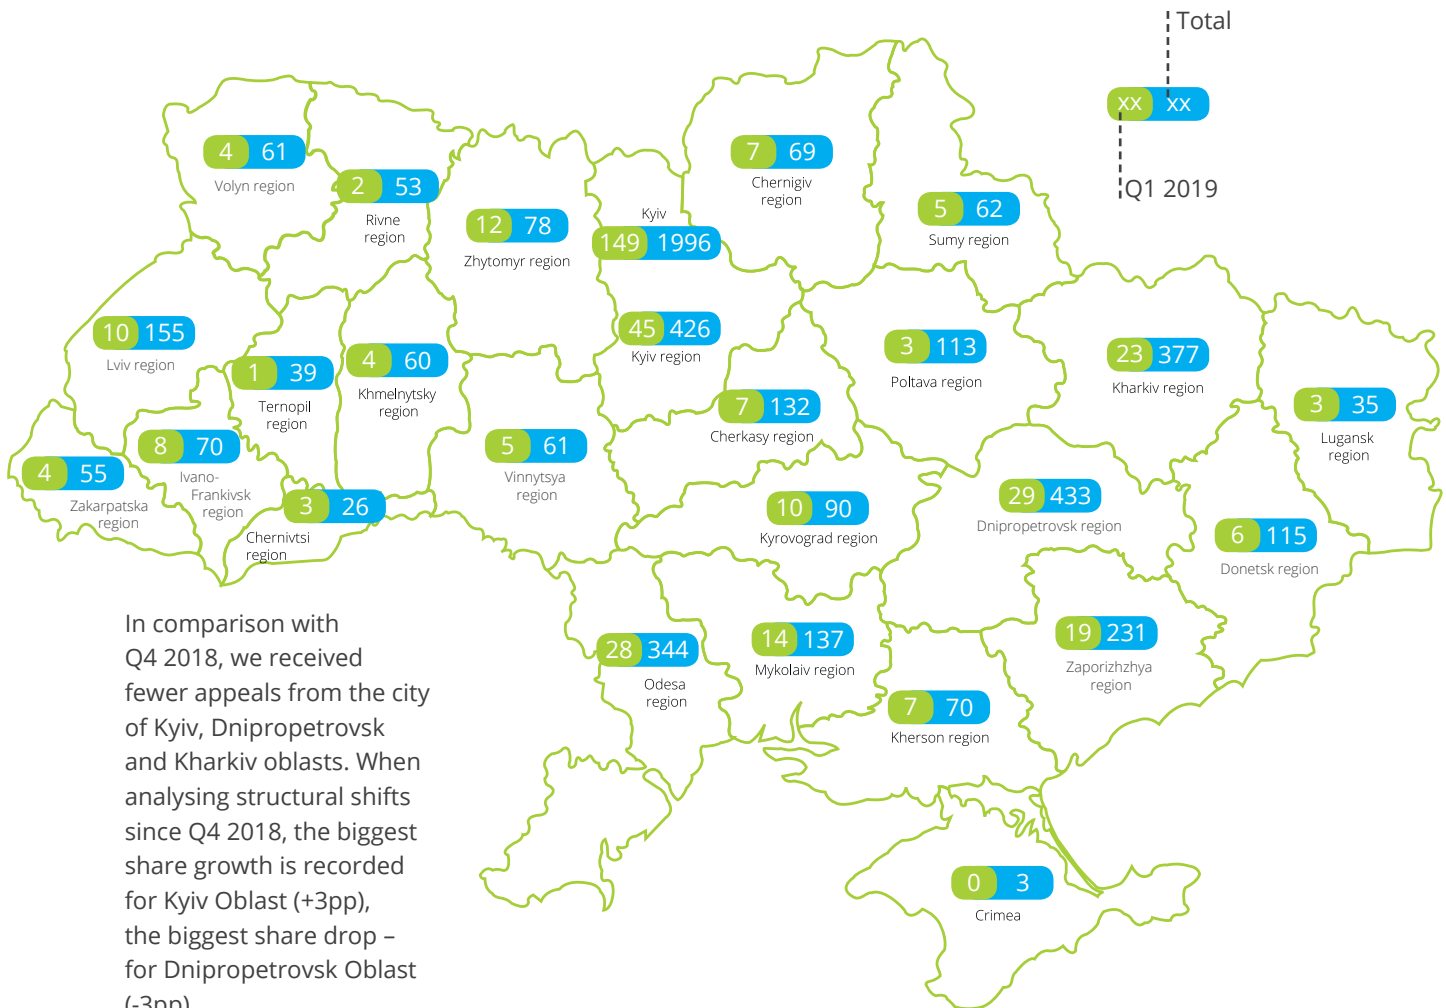 Total
xx xx
Q1 2019
4 61
Volyn region
2 53
Rivne
region
12 78
Zhytomyr region
Kyiv
149 1996
7 69
Chernigiv
region
5 62
Sumy region
10 155
Lviv region
1 39
Ternopil
region
4 60
Khmelnytsky
region
45 426
Kyiv region
3 113
Poltava region
23 377
Kharkiv region
3 35
Lugansk
region
7 132
Cherkasy region
4 55
Zakarpatska
region
8 70
Ivano-
Frankivsk
region
3 26
Chernivtsi
region
5 61
Vinnytsya
region
10 90
Kyrovograd region
29 433
Dnipropetrovsk region
6 115
Donetsk region
28 344
Odesa
region
14 137
Mykolaiv region
19 231
Zaporizhzhya
region
7 70
Kherson region
0 3
Crimea
In comparison with
Q4 2018, we received
fewer appeals from the city
of Kyiv, Dnipropetrovsk
and Kharkiv oblasts. When
analysing structural shifts
since Q4 2018, the biggest
share growth is recorded
for Kyiv Oblast (+3pp),
the biggest share drop –
for Dnipropetrovsk Oblast
(-3pp)